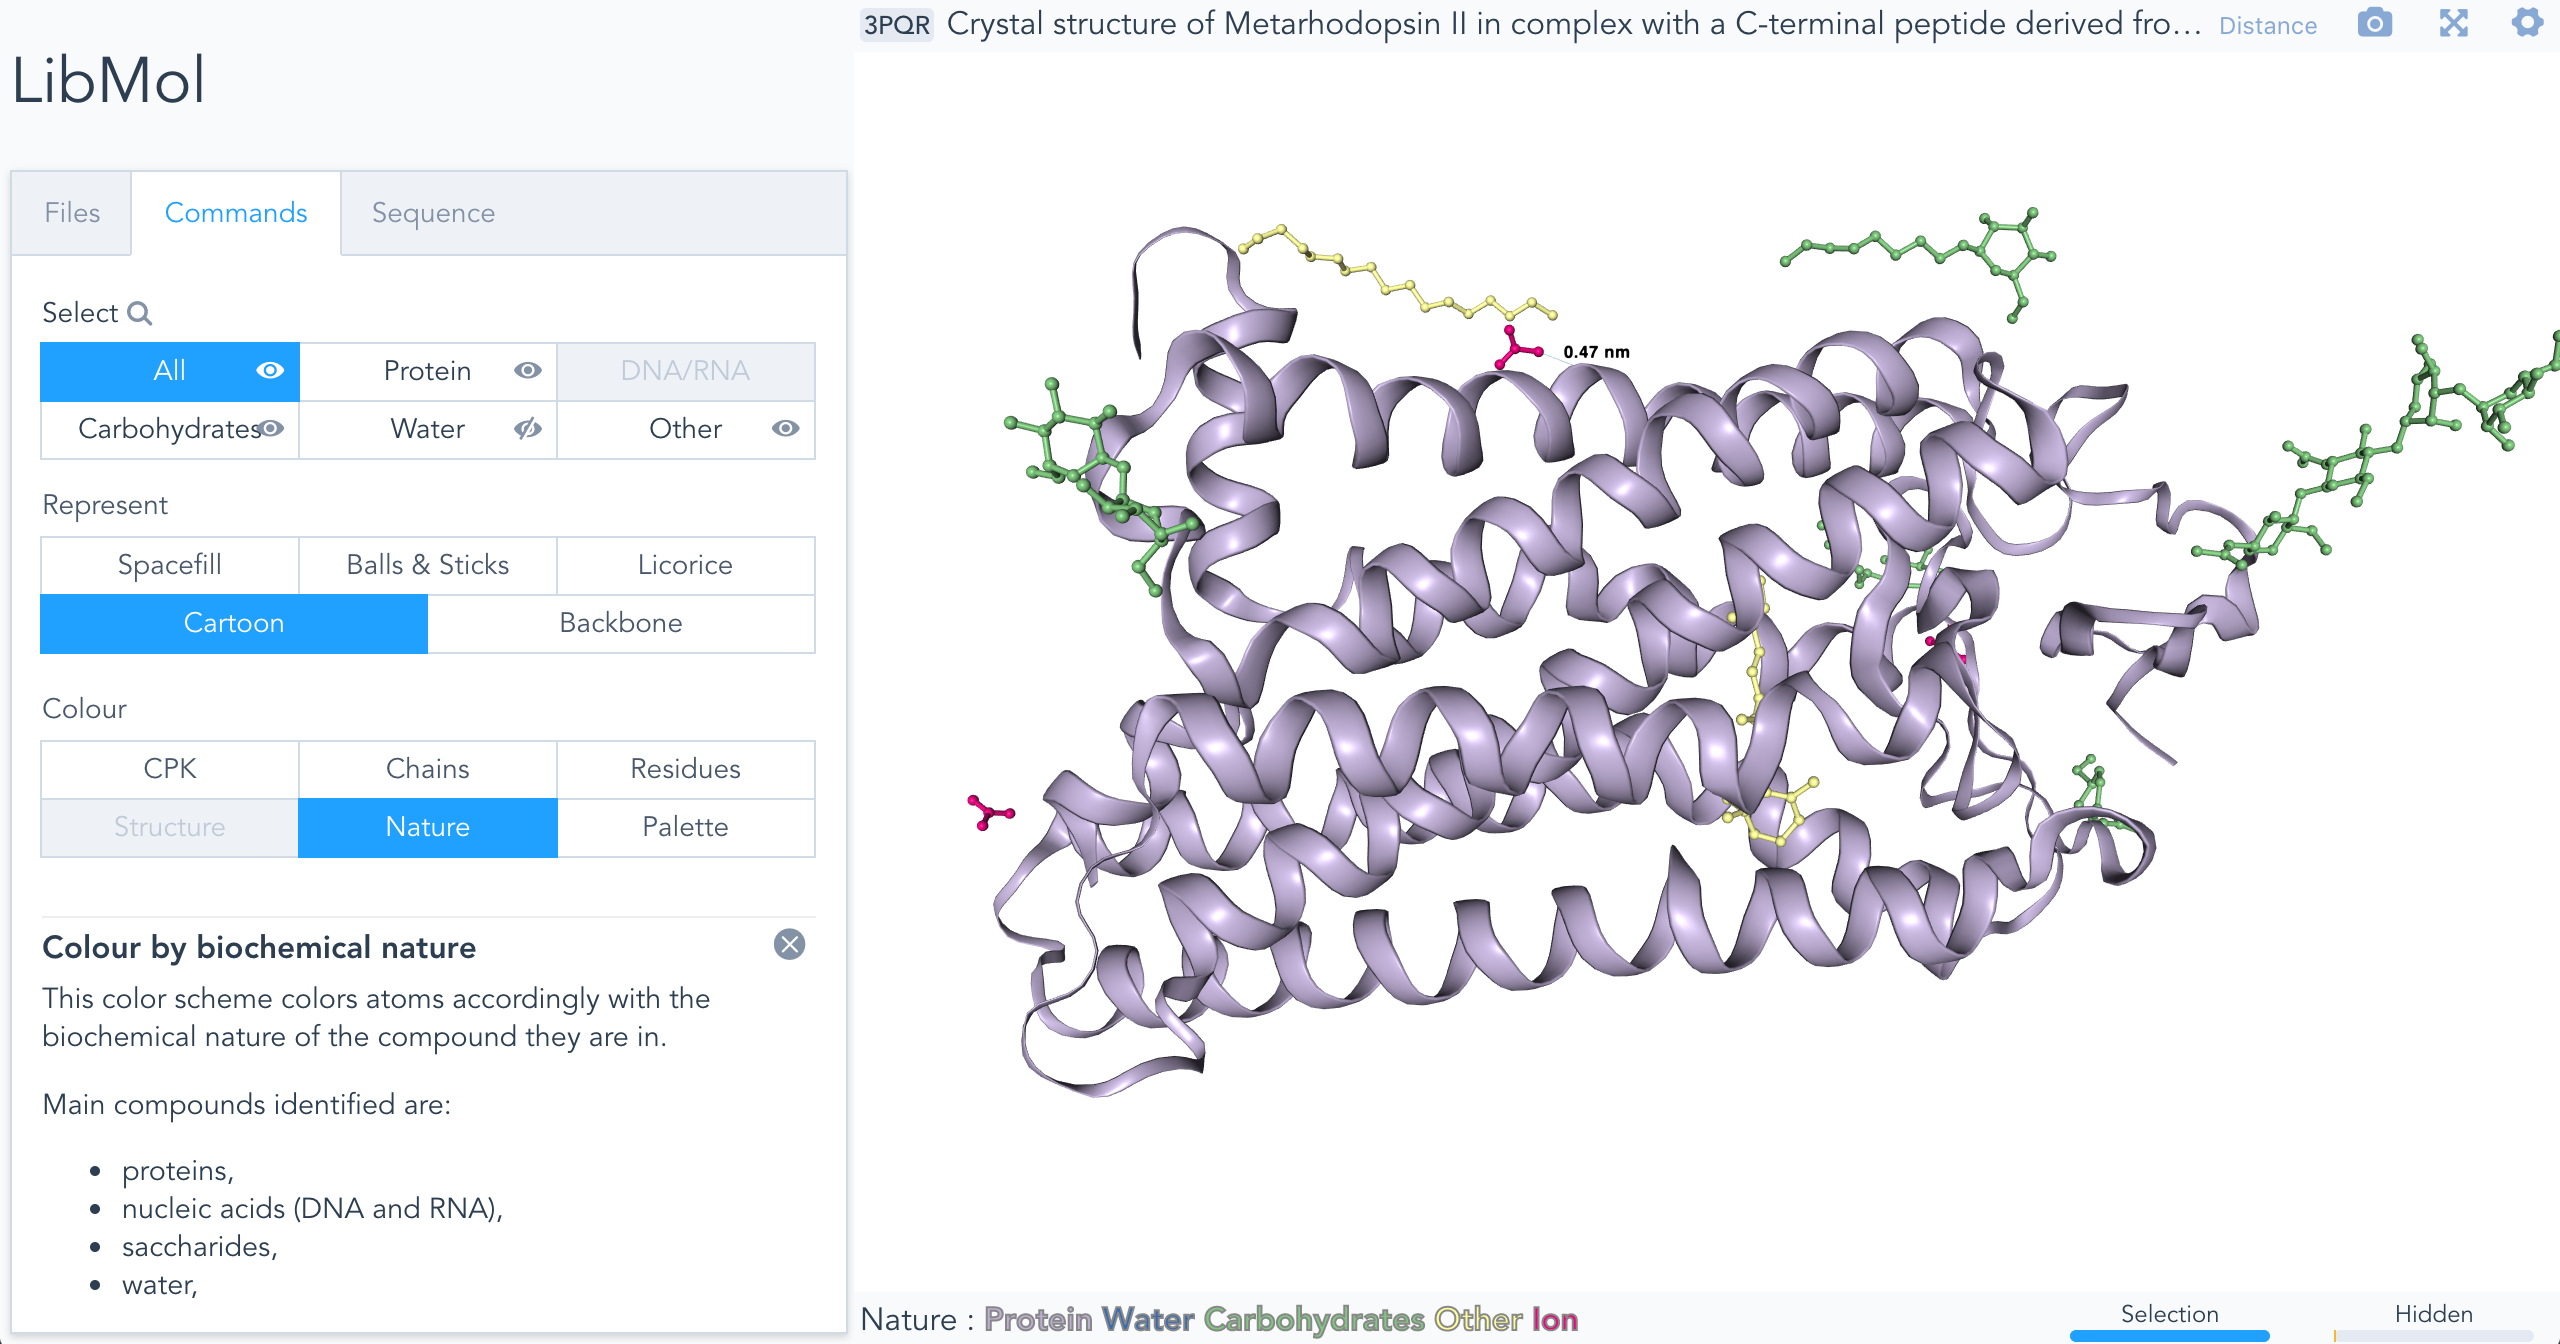 3PQR Crystal structure of Metarhodopsin II in complex with a C-terminal peptide derived fro... Distance
LibMol
Files Commands Sequence
Select
All Protein DNA/RNA
Carbohydrates Water Other
Represent
Spacefill Balls & Sticks Licorice
Cartoon Backbone
Colour
CPK Chains Residues
Structure Nature Palette
Colour by biochemical nature
This color scheme colors atoms accordingly with the
biochemical nature of the compound they are in.
Main compounds identified are:
• proteins,
• nucleic acids (DNA and RNA),
• saccharides,
• water,
0.47 nm
Nature : Protein Water Carbohydrates Other Ion
Selection Hidden